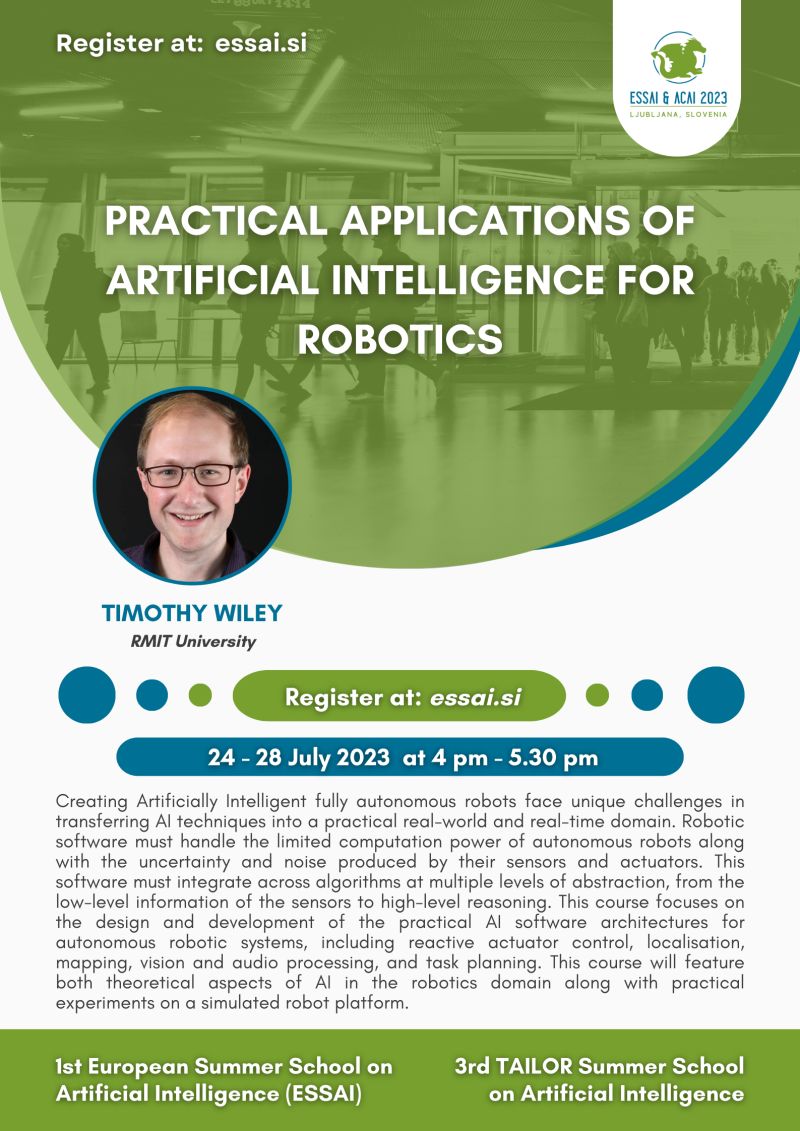 Register at: essai.si
ESSAI & ACAI 2023
LJUBLJANA, SLOVENIA
PRACTICAL APPLICATIONS OF
ARTIFICIAL INTELLIGENCE FOR
ROBOTICS
TIMOTHY WILEY
RMIT University
Register at: essai.si
24 - 28 July 2023 at 4 pm - 5.30 pm
Creating Artificially Intelligent fully autonomous robots face unique challenges in
transferring AI techniques into a practical real-world and real-time domain. Robotic
software must handle the limited computation power of autonomous robots along
with the uncertainty and noise produced by their sensors and actuators. This
software must integrate across algorithms at multiple levels of abstraction, from the
low-level information of the sensors to high-level reasoning. This course focuses on
the design and development of the practical AI software architectures for
autonomous robotic systems, including reactive actuator control, localisation,
mapping, vision and audio processing, and task planning. This course will feature
both theoretical aspects of AI in the robotics domain along with practical
experiments on a simulated robot platform.
1st European Summer School on
Artificial Intelligence (ESSAI)
3rd TAILOR Summer School
on Artificial Intelligence